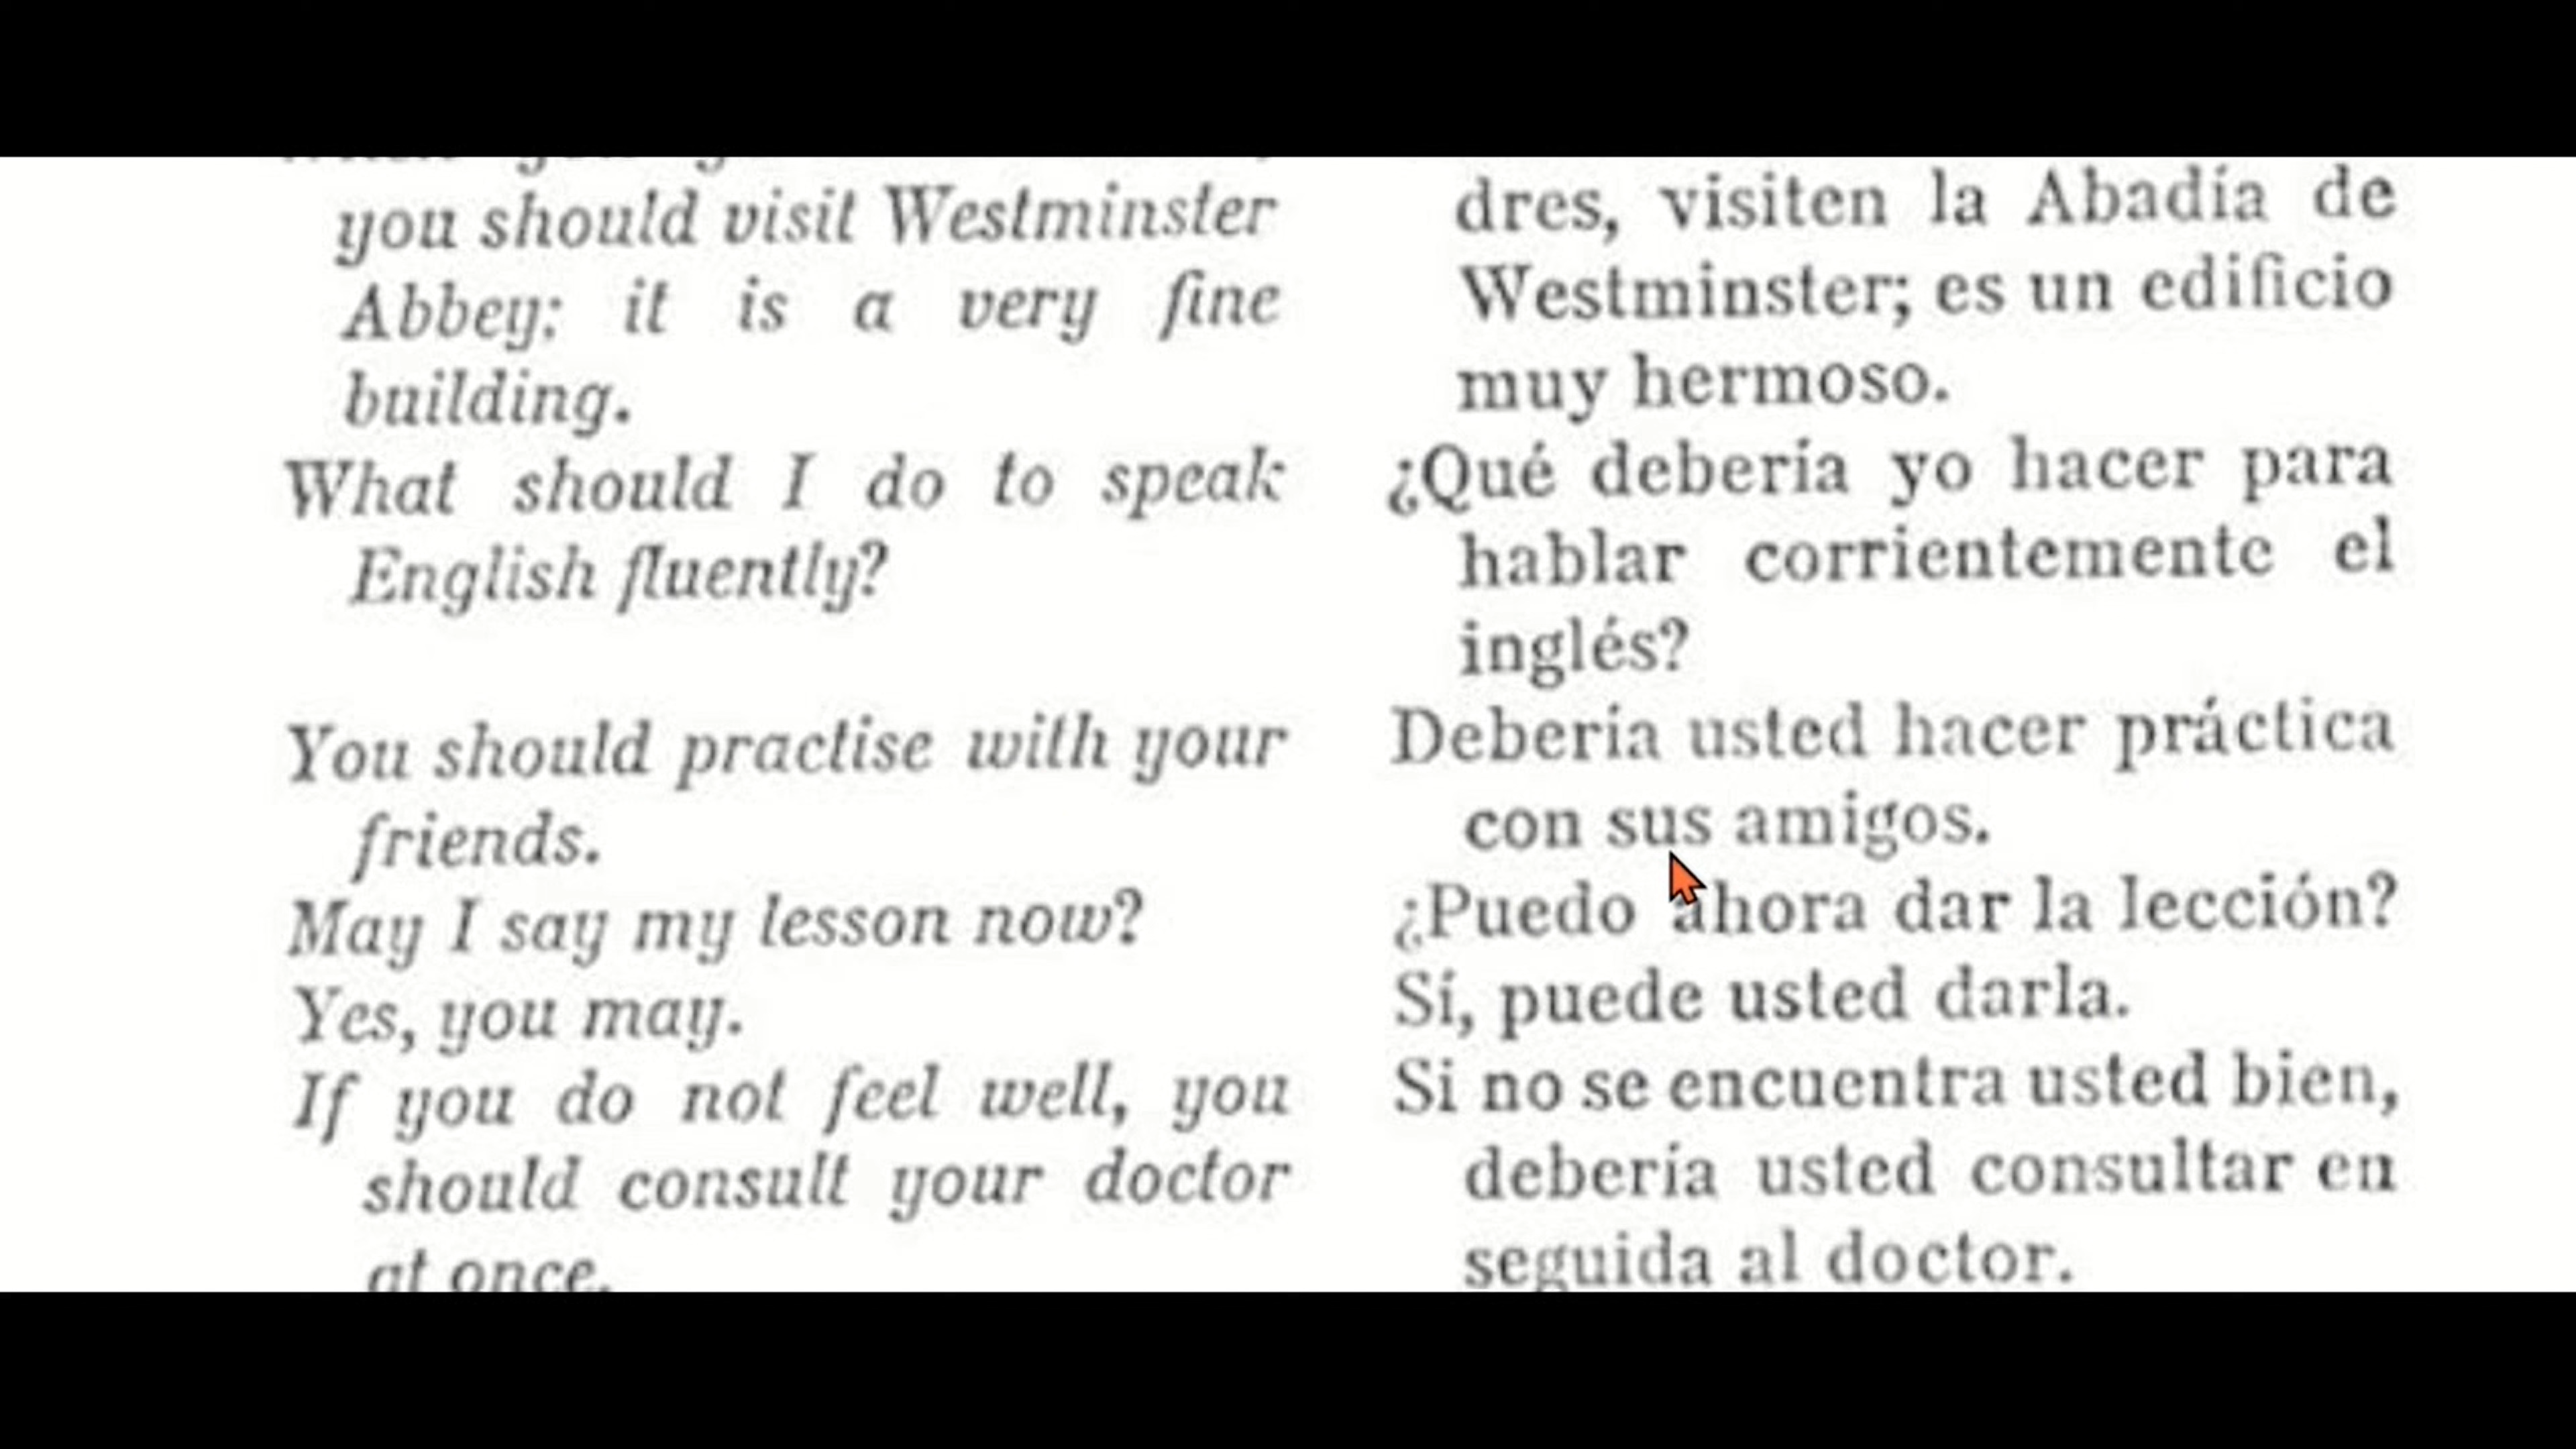 you should visit Westminster
Abbey; it is a very fine
building.
What should I do to speak
English fluently?
You should practise with your
friends.
May I say my lesson now?
Yes, you may.
If you do not feel well, you
should consult your doctor
at once.
dres, visiten la Abadía de
Westminster; es un edificio
muy hermoso.
¿Qué debería yo hacer para
hablar corrientemente el
inglés?
Debería usted hacer práctica
con sus amigos.
¿Puedo ahora dar la lección?
Sí, puede usted darla.
Si no se encuentra usted bien,
debería usted consultar en
seguida al doctor.